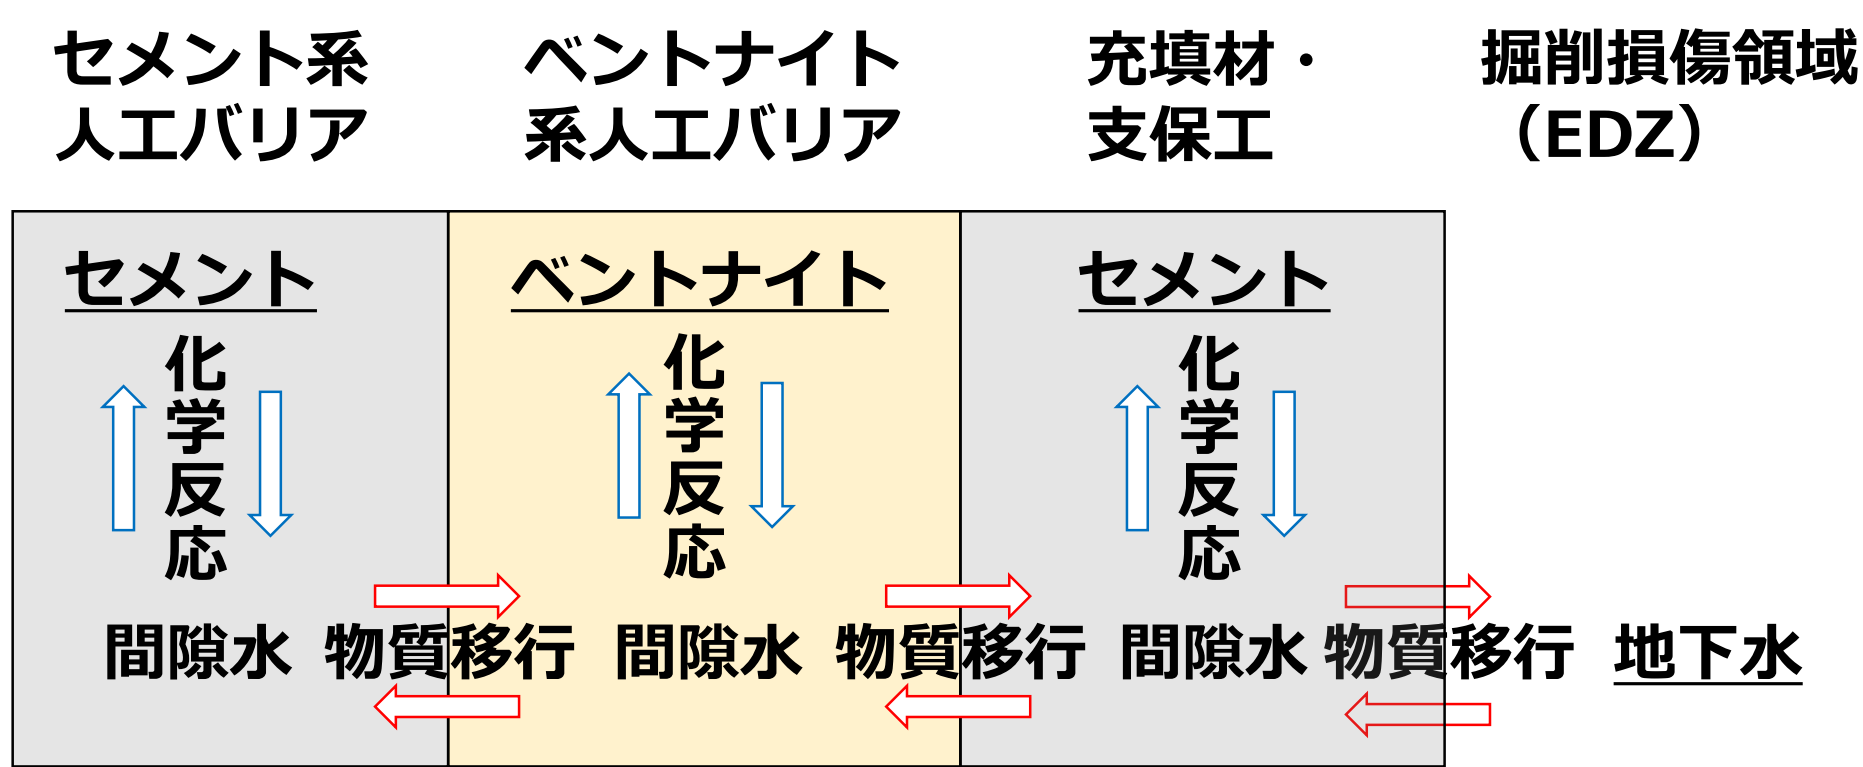 セメント系
人工バリア
ベントナイト
系人工バリア
充填材・
支保工
掘削損傷領域
（EDZ）
セメント
化学反応
間隙水
物質移行
ベントナイト
化学反応
間隙水
物質移行
セメント
化学反応
間隙水
物質移行
地下水